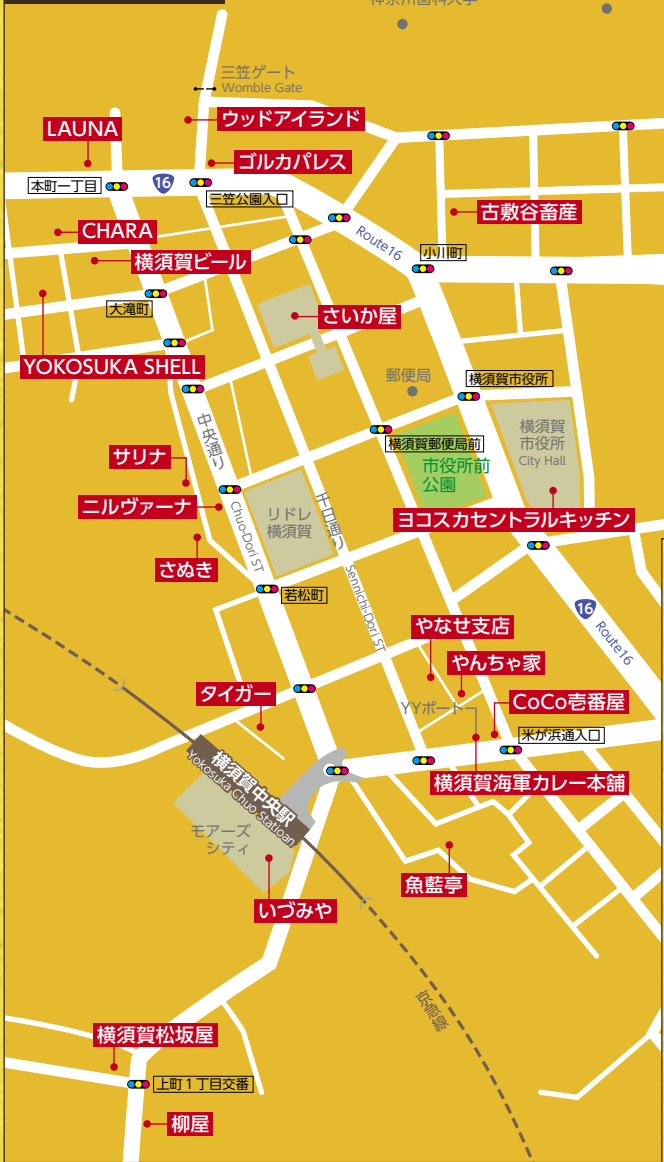 神奈川歯科大学
三笠ゲート
Womble Gate
ウッドアイランド
LAUNA
ゴルカパレス
本町一丁目
16
三笠公園入口
古敷谷畜産
CHARA
Route16
小川町
横須賀ビール
大滝町
さいか屋
YOKOSUKA SHELL
郵便局
横須賀市役所
中央通り
横須賀
市役所
City Hall
横須賀郵便局前
市役所前
公園
サリナ
ニルヴァーナ
リドレ
横須賀
千日通り
ヨコスカセントラルキッチン
Chuo-Dori ST
さぬき
Sennichi-Dori ST
若松町
16
Route16
やなせ支店
やんちゃ家
タイガー
CoCo壱番屋
YYポート
米が浜通入口
横須賀中央駅
Yokosuka Chuo Statioan
横須賀海軍カレー本舗
モアーズ
シティ
魚藍亭
いづみや
京急線
横須賀松坂屋
上町1丁目交番
柳屋